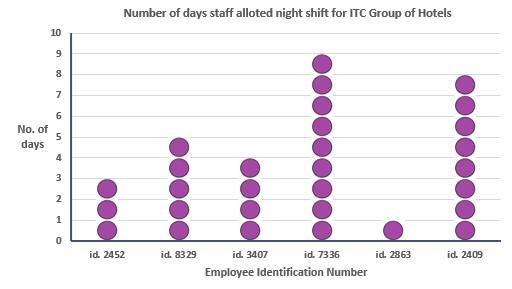 Number of days staff alloted night shift for ITC Group of Hotels
10
9
8
7
6
5
4
3
2
1
0
No. of
days
id. 2452 id. 8329 id. 3407 id. 7336 id. 2863 id. 2409
Employee Identification Number